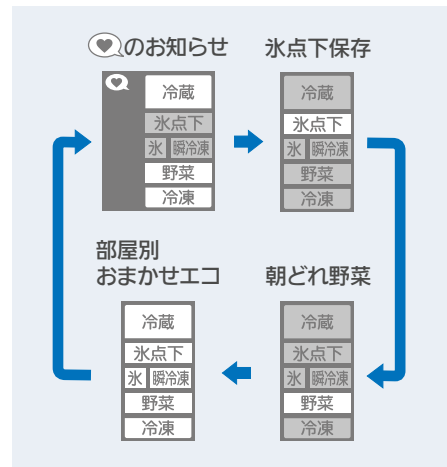 のお知らせ
冷蔵
氷点下
氷 瞬冷凍
野菜
冷凍
氷点下保存
冷蔵
氷点下
氷 瞬冷凍
野菜
冷凍
部屋別
おまかせエコ
冷蔵
氷点下
氷 瞬冷凍
野菜
冷凍
朝どれ野菜
冷蔵
氷点下
氷 瞬冷凍
野菜
冷凍